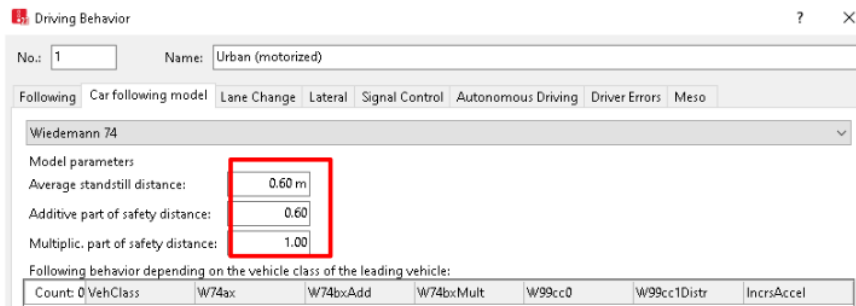 Driving Behavior ? ×
No.: 1 Name: Urban (motorized)
Following Car following model Lane Change Lateral Signal Control Autonomous Driving Driver Errors Meso
Wiedemann 74
Model parameters
Average standstill distance: 0.60 m
Additive part of safety distance: 0.60
Multiplic. part of safety distance: 1.00
Following behavior depending on the vehicle class of the leading vehicle:
Count: 0 VehClass W74ax W74bxAdd W74bxMult W99cc0 W99cc1Distr IncrsAccel